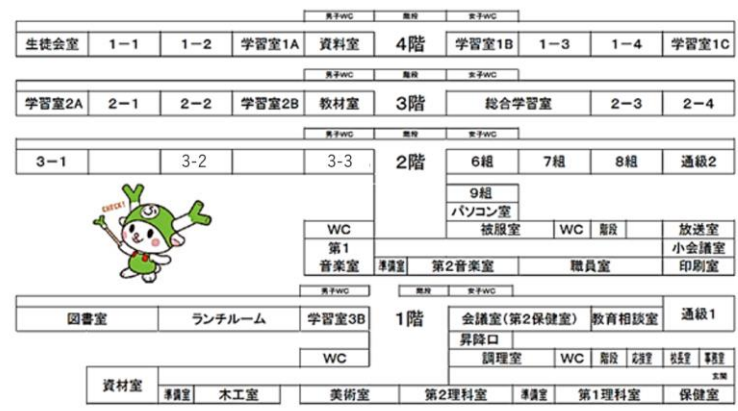 男子WC 階段 女子WC
生徒会室 1－1 1－2 学習室1A 資料室 4階 学習室1B 1－3 1－4 学習室1C
男子WC 階段 女子WC
学習室2A 2－1 2－2 学習室2B 教材室 3階 総合学習室 2－3 2－4
男子WC 階段 女子WC
3－1 3-2 3-3 2階 6組 7組 8組 通級2
CHECK!
9組
パソコン室
WC 被服室 WC 階段 放送室
第1 小会議室
音楽室 準備室 第2音楽室 職員室 印刷室
男子WC 階段 女子WC
図書室 ランチルーム 学習室3B 1階 会議室(第2保健室) 教育相談室 通級1
昇降口
WC 調理室 WC 階段 応接室 校長室 事務室
玄関
資材室 準備室 木工室 美術室 第2理科室 準備室 第1理科室 保健室